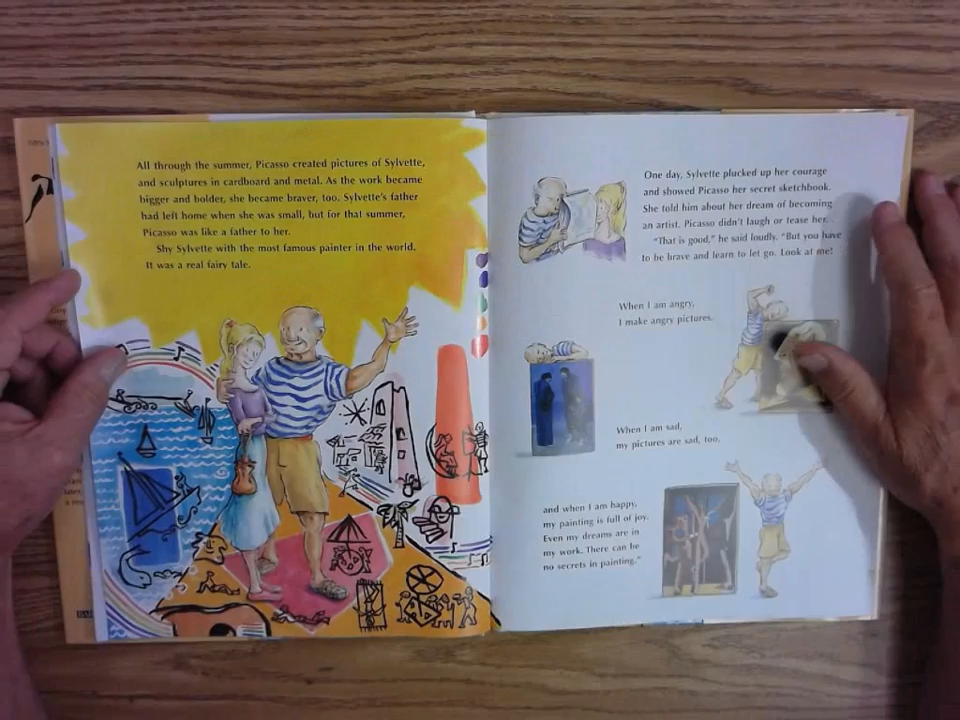 All through the summer, Picasso created pictures of Sylvette,
and sculptures in cardboard and metal. As the work became
bigger and bolder, she became braver, too. Sylvette's father
had left home when she was small, but for that summer,
Picasso was like a father to her.
Shy Sylvette with the most famous painter in the world.
It was a real fairy tale.
One day, Sylvette plucked up her courage
and showed Picasso her secret sketchbook.
She told him about her dream of becoming
an artist. Picasso didn't laugh or tease her.
"That is good," he said loudly. "But you have
to be brave and learn to let go. Look at me!
When I am angry,
I make angry pictures.
When I am sad,
my pictures are sad, too,
and when I am happy,
my painting is full of joy.
Even my dreams are in
my work. There can be
no secrets in painting."